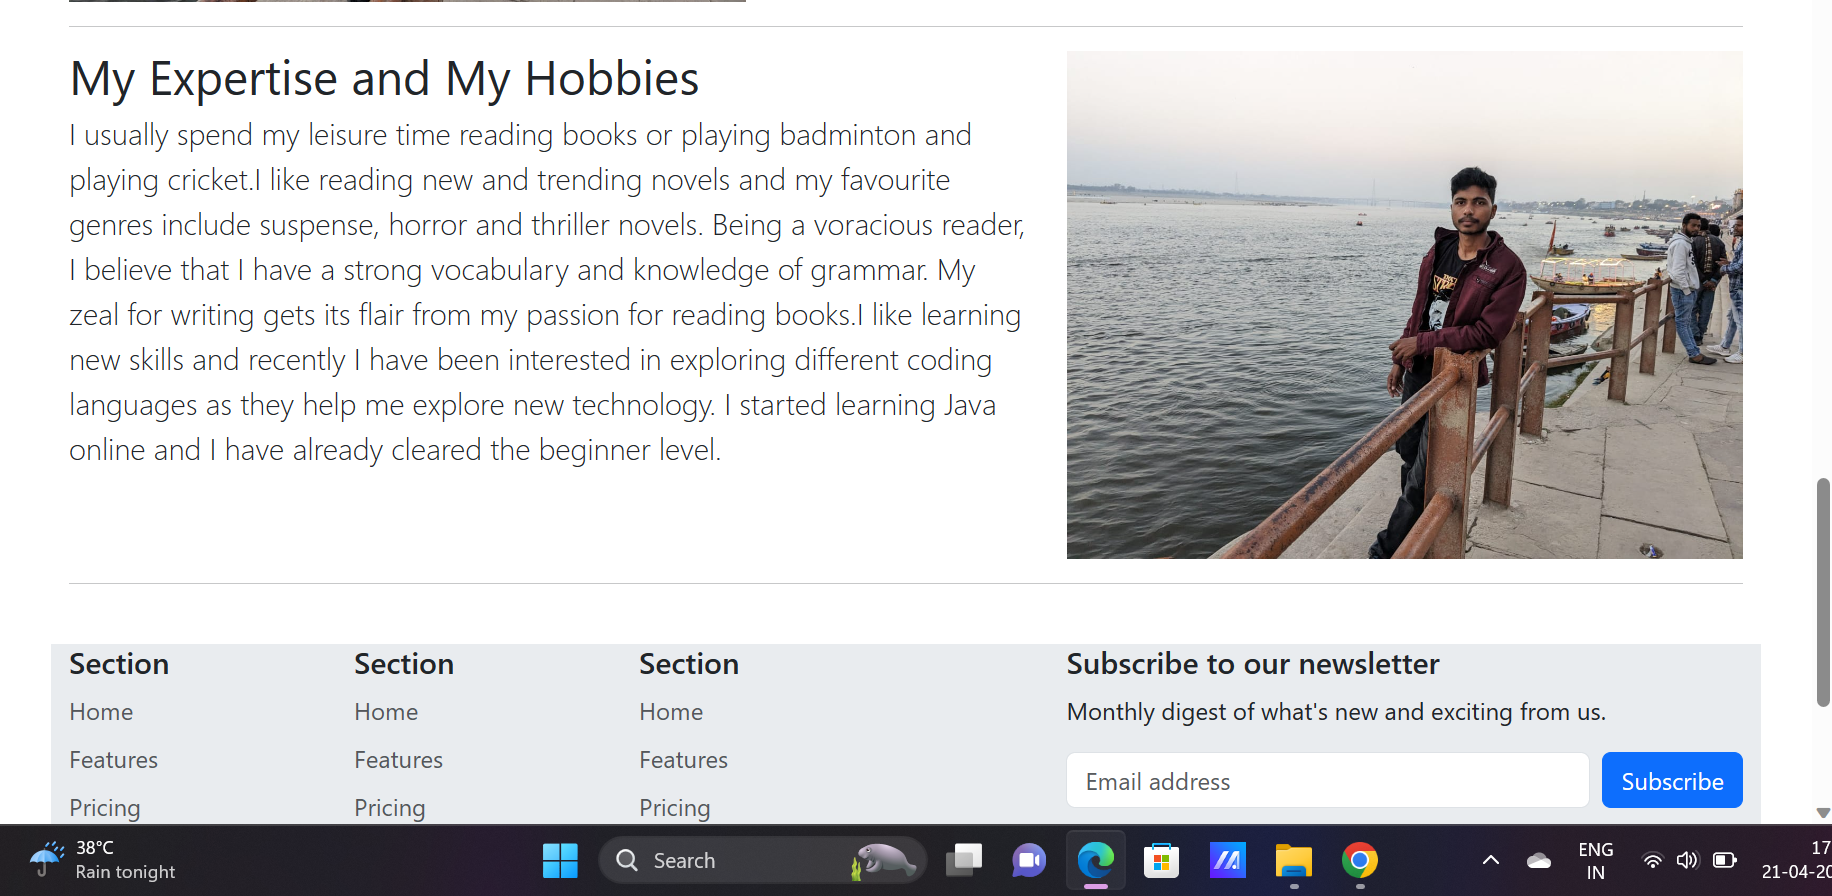 My Expertise and My Hobbies
I usually spend my leisure time reading books or playing badminton and
playing cricket.I like reading new and trending novels and my favourite
genres include suspense, horror and thriller novels. Being a voracious reader,
I believe that I have a strong vocabulary and knowledge of grammar. My
zeal for writing gets its flair from my passion for reading books.I like learning
new skills and recently I have been interested in exploring different coding
languages as they help me explore new technology. I started learning Java
online and I have already cleared the beginner level.
Section
Home
Features
Pricing
Section
Home
Features
Pricing
Section
Home
Features
Pricing
Subscribe to our newsletter
Monthly digest of what's new and exciting from us.
Email address
Subscribe
38°C
Rain tonight
Search
ENG
IN
17
21-04-20